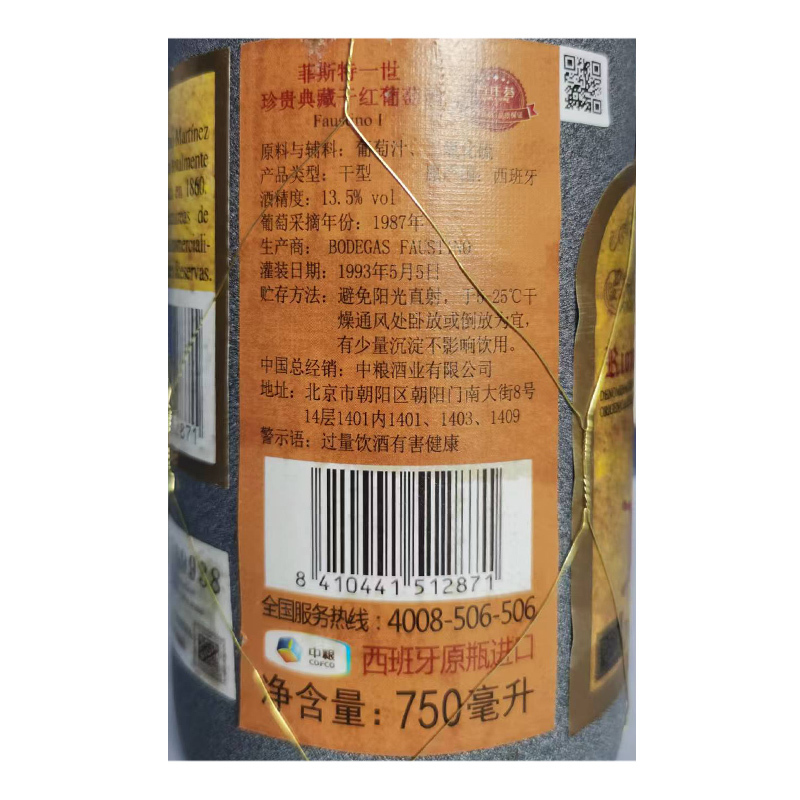 菲斯特一世
珍贵典藏干红葡萄
Faustino I
原料与辅料：葡萄汁、
产品类型：干型 西班牙
酒精度：13.5% vol
葡萄采摘年份：1987年
生产商： BODEGAS FAUSTINO
灌装日期：1993年5月5日
贮存方法：避免阳光直射，于5-25℃干
燥通风处卧放或倒放为宜，
有少量沉淀不影响饮用。
中国总经销：中粮酒业有限公司
地址：北京市朝阳区朝阳门南大街8号
14层1401内1401、1403、1409
警示语：过量饮酒有害健康
8 410441 512871
全国服务热线：4008-506-506
中粮
COFCO
西班牙原瓶进口
净含量：750毫升
Martínez
1860.
de
Reservas.